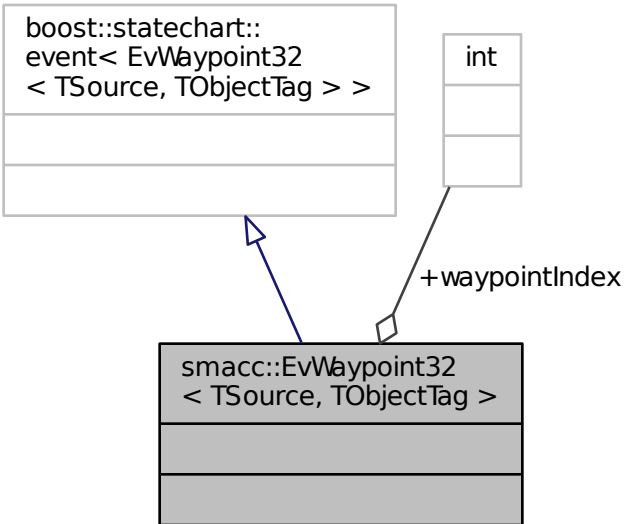 boost::statechart::
event< EvWaypoint32
< TSource, TObjectTag > >
int
+waypointIndex
smacc::EvWaypoint32
< TSource, TObjectTag >